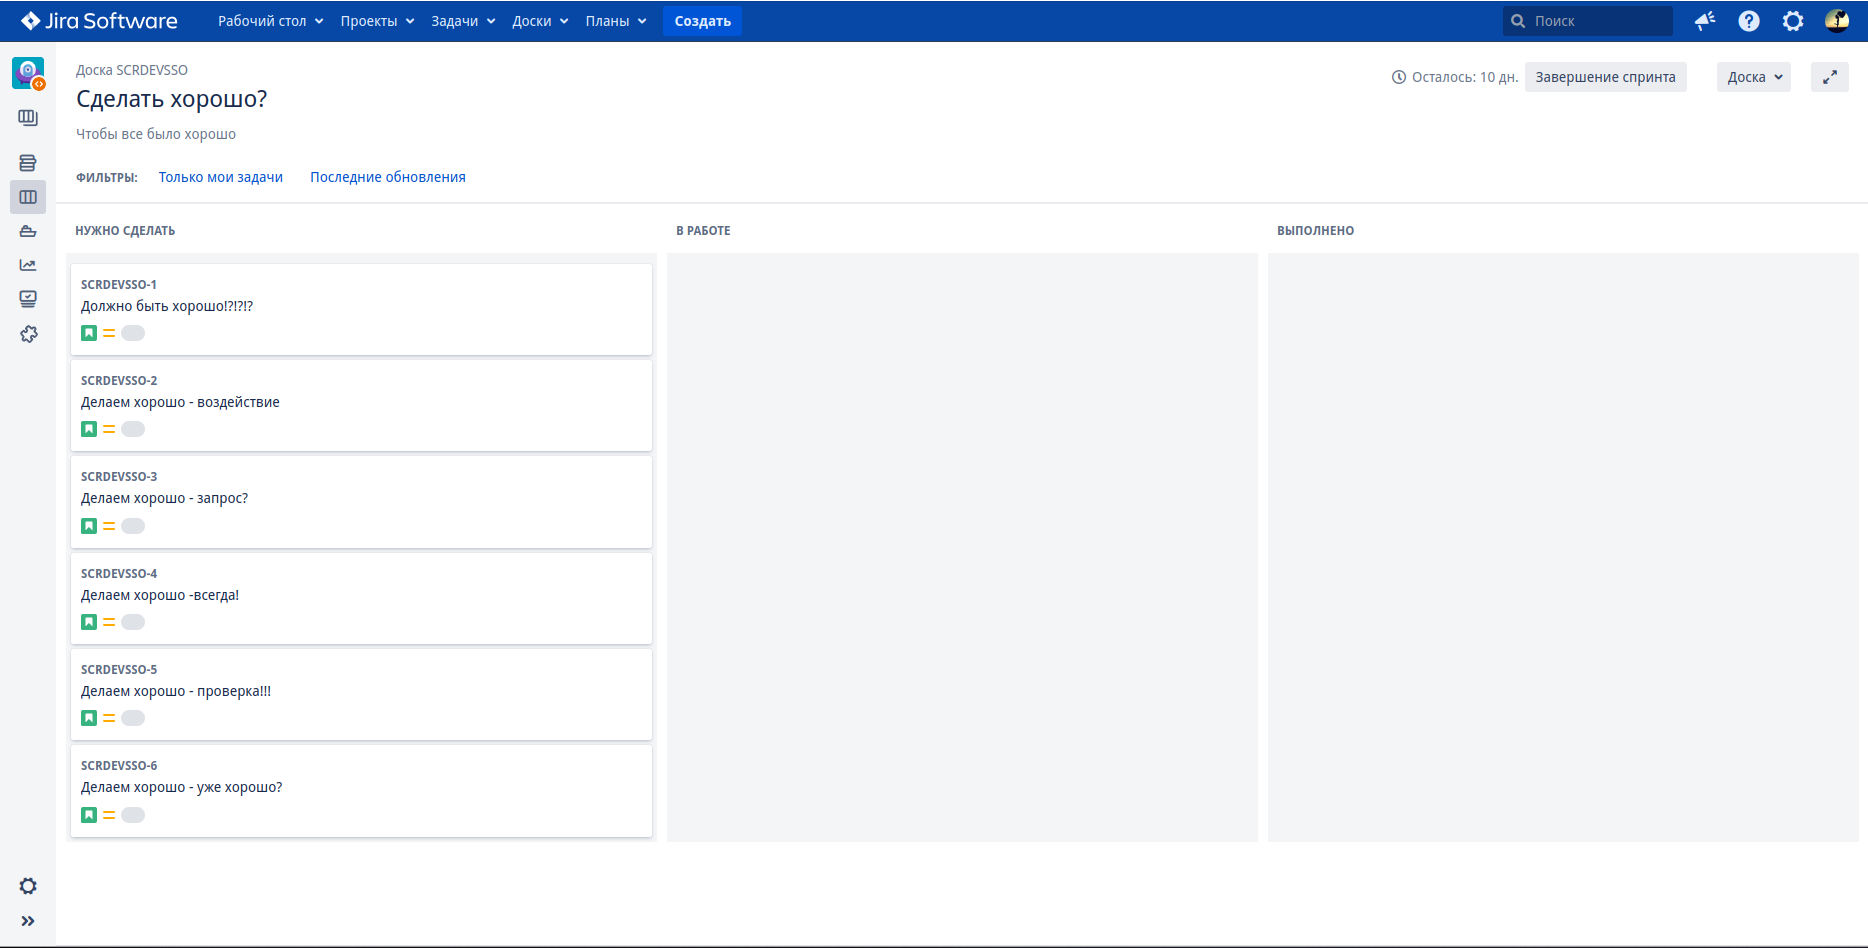 Jira Software
Рабочий стол Проекты Задачи Доски Планы Создать Поиск
Доска SCRDEVSSO
Сделать хорошо?
Осталось: 10 дн. Завершение спринта Доска
Чтобы все было хорошо
ФИЛЬТРЫ: Только мои задачи Последние обновления
НУЖНО СДЕЛАТЬ В РАБОТЕ ВЫПОЛНЕНО
SCRDEVSSO-1
Должно быть хорошо!?!?!?
SCRDEVSSO-2
Делаем хорошо - воздействие
SCRDEVSSO-3
Делаем хорошо - запрос?
SCRDEVSSO-4
Делаем хорошо -всегда!
SCRDEVSSO-5
Делаем хорошо - проверка!!!
SCRDEVSSO-6
Делаем хорошо - уже хорошо?